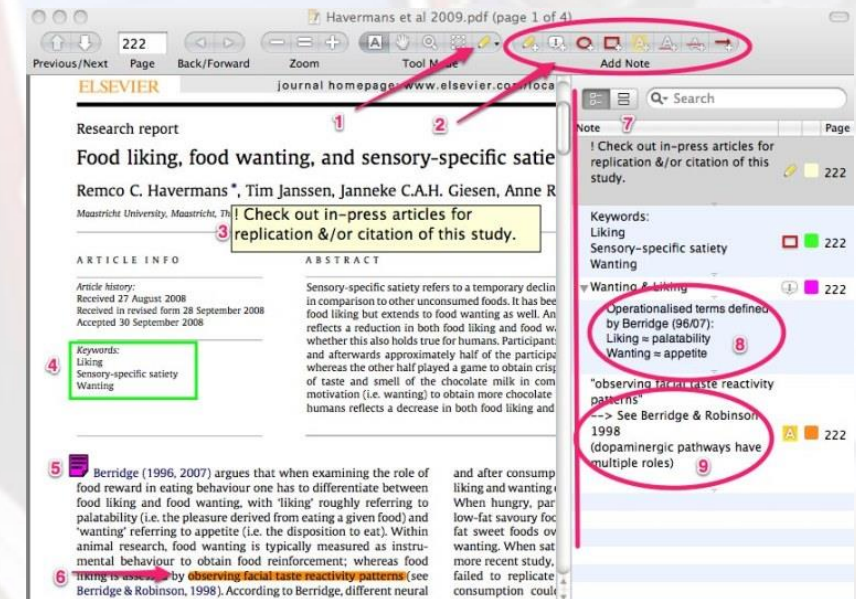 Havermans et al 2009.pdf (page 1 of 4)
222
A
Previous/Next Page Back/Forward Zoom Tool Mode Add Note
ELSEVIER
journal homepage: www.elsevier.com/loca
1
2
Research report
Food liking, food wanting, and sensory-specific satie
Remco C. Havermans*, Tim Janssen, Janneke C.A.H. Giesen, Anne R
Maastricht University, Maastricht, Th
3
! Check out in-press articles for
replication &/or citation of this study.
ARTICLE INFO
Article history:
Received 27 August 2008
Received in revised form 28 September 2008
Accepted 30 September 2008
4
Keywords:
Liking
Sensory-specific satiety
Wanting
ABSTRACT
Sensory-specific satiety refers to a temporary declin
in comparison to other unconsumed foods. It has bee
food liking but extends to food wanting as well. An
reflects a reduction in both food liking and food wa
whether this also holds true for humans. Participant
and afterwards approximately half of the participa
whereas the other half played a game to obtain crisp
of taste and smell of the chocolate milk in com
motivation (i.e. wanting) to obtain more chocolate
humans reflects a decrease in both food liking and
5
Berridge (1996, 2007) argues that when examining the role of
food reward in eating behaviour one has to differentiate between
food liking and food wanting, with 'liking' roughly referring to
palatability (i.e. the pleasure derived from eating a given food) and
'wanting' referring to appetite (i.e. the disposition to eat). Within
animal research, food wanting is typically measured as instru-
mental behaviour to obtain food reinforcement; whereas food
6
liking is assessed by observing facial taste reactivity patterns (see
Berridge & Robinson, 1998). According to Berridge, different neural
and after consump
liking and wanting
When hungry, par
low-fat savoury foo
fat sweet foods ov
wanting. When sat
more recent study,
failed to replicate
consumption coul
Search
Note 7 Page
! Check out in-press articles for
replication &/or citation of this
study.
222
Keywords:
Liking
Sensory-specific satiety
Wanting
222
Wanting & Liking
222
Operationalised terms defined
by Berridge (96/07):
Liking ≈ palatability
Wanting ≈ appetite
8
"observing facial taste reactivity
patterns"
--> See Berridge & Robinson
1998
(dopaminergic pathways have
multiple roles)
9
A
222